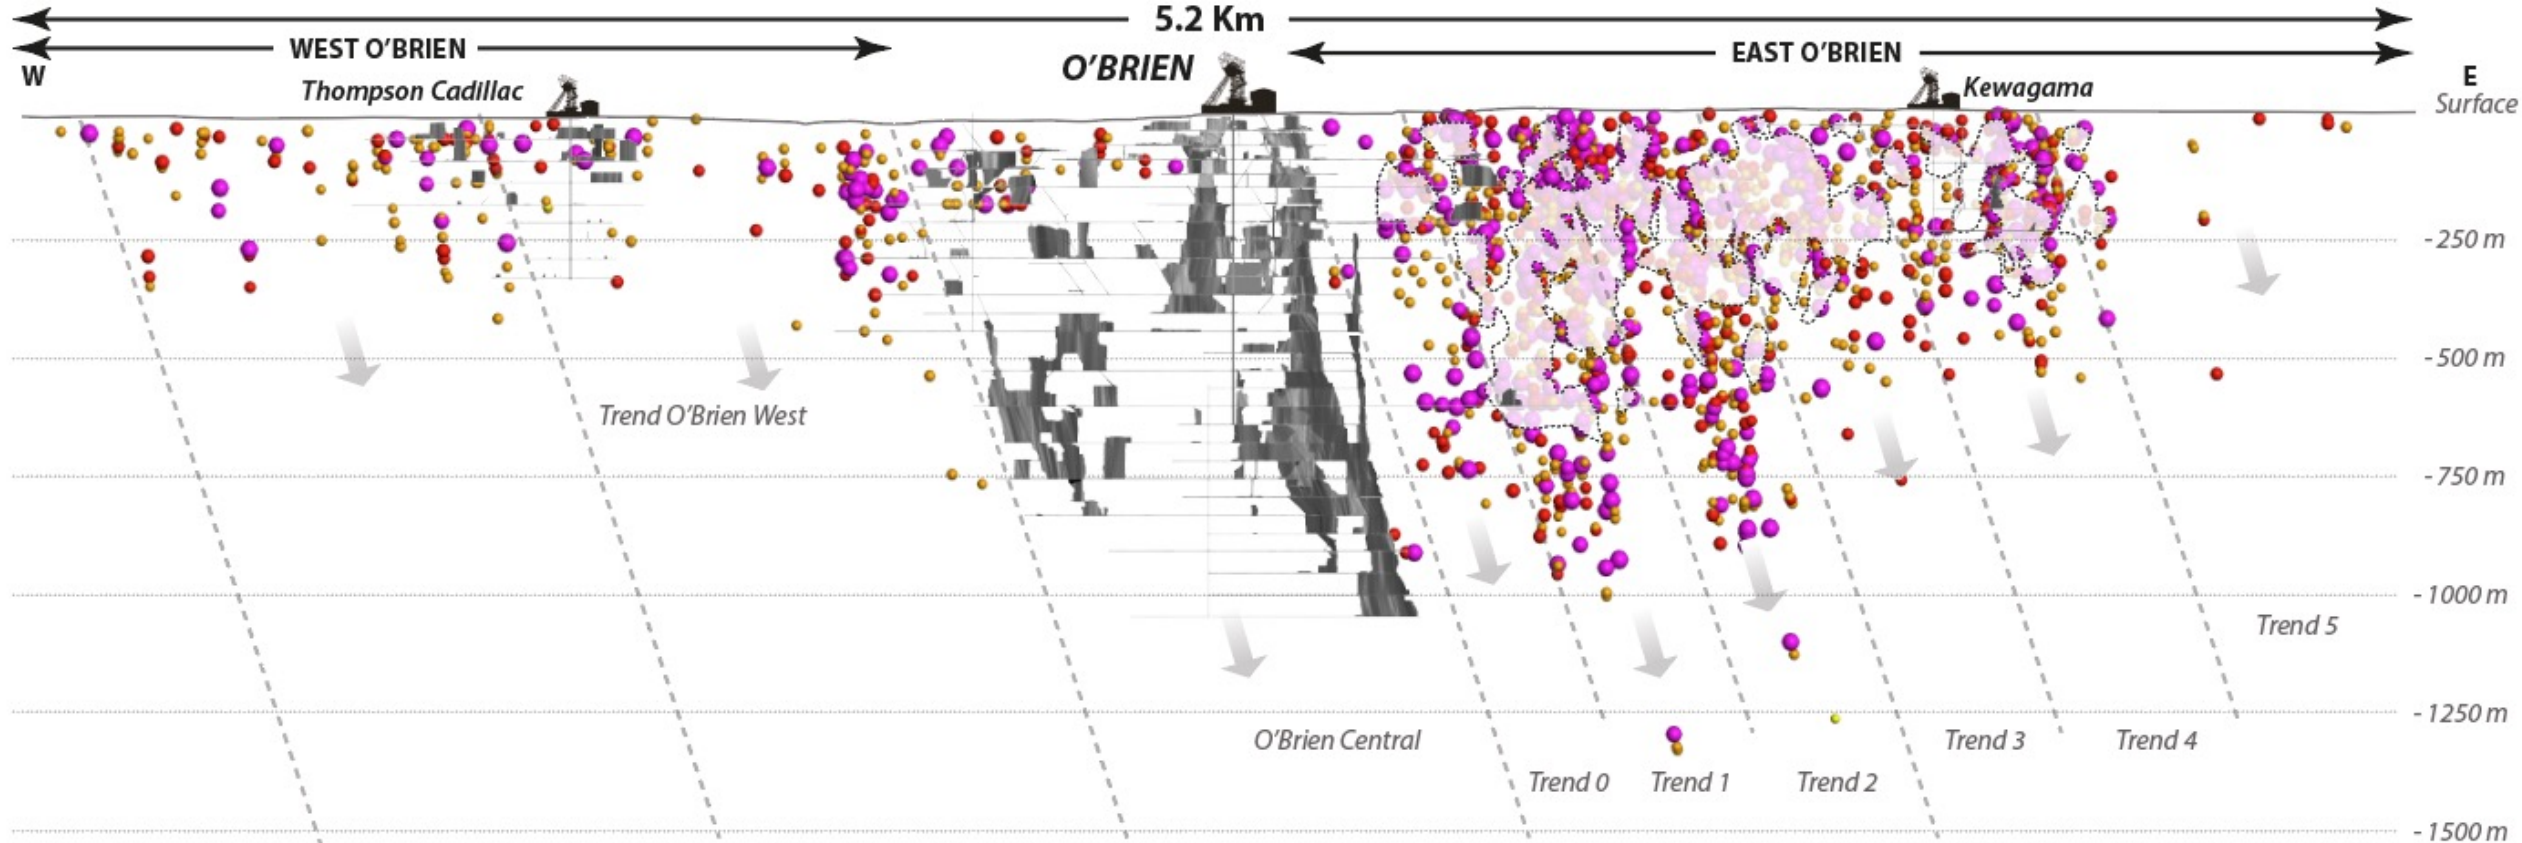 5.2 Km
WEST O'BRIEN
O'BRIEN
EAST O'BRIEN
W
Thompson Cadillac
Kewagama
E
Surface
- 250 m
- 500 m
Trend O'Brien West
- 750 m
- 1000 m
Trend 5
- 1250 m
O'Brien Central
Trend 3
Trend 4
Trend 0
Trend 1
Trend 2
- 1500 m